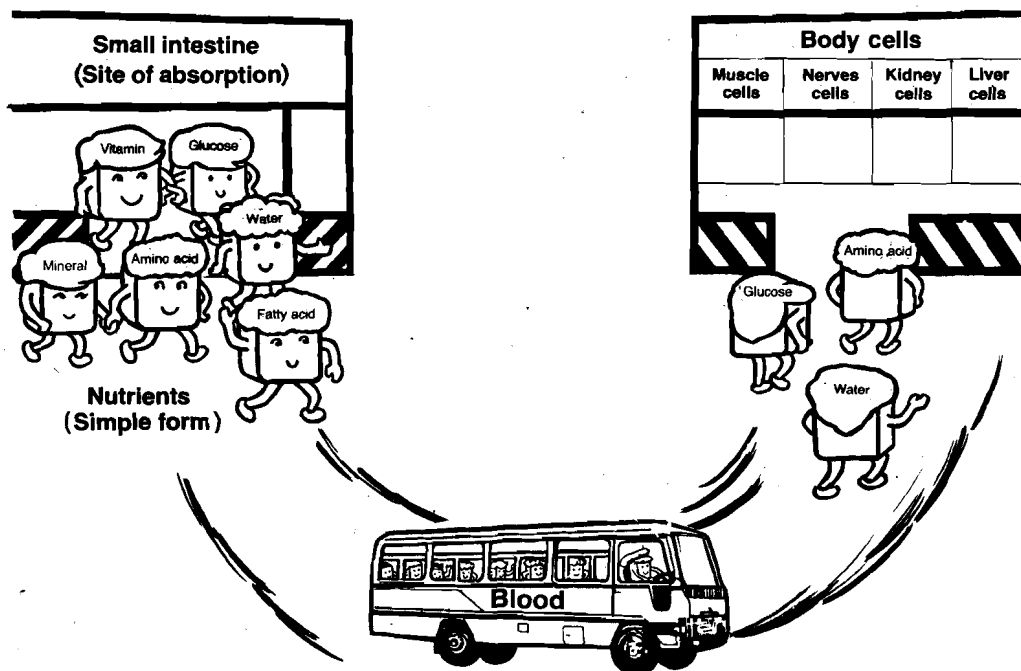 Small intestine
(Site of absorption)
Vitamin
Glucose
Water
Mineral
Amino acid
Fatty acid
Nutrients
(Simple form)
Body cells
Muscle
cells
Nerves
cells
Kidney
cells
Liver
cells
Amino acid
Glucose
Water
Blood